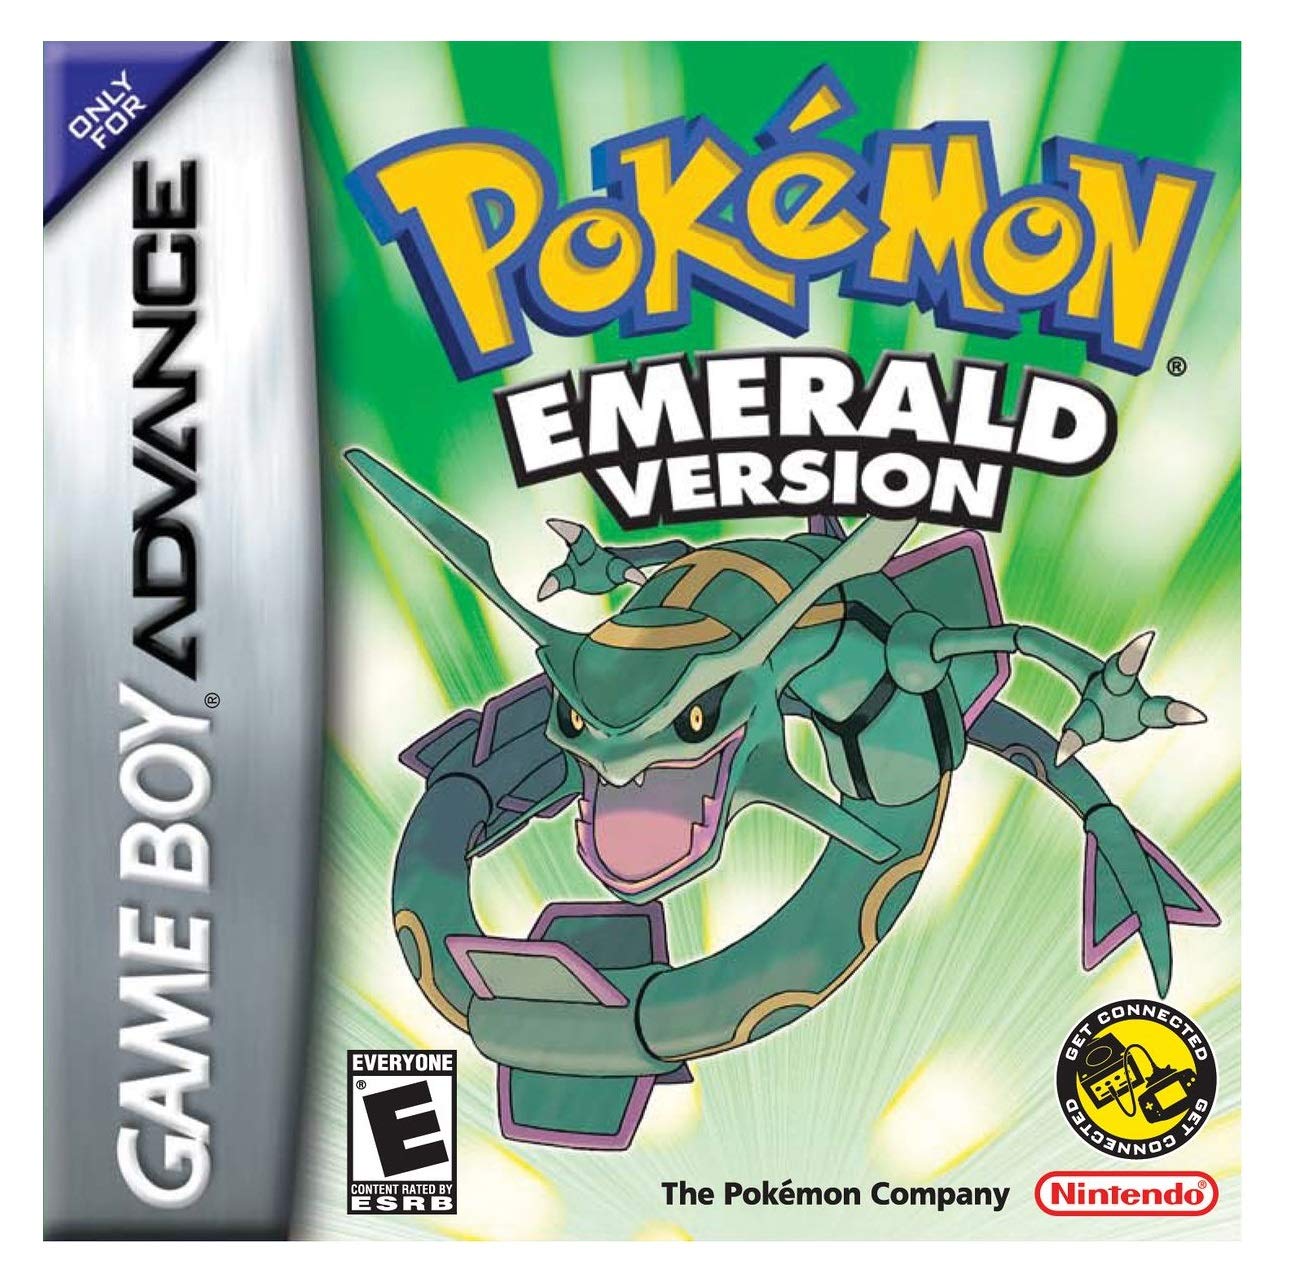 ONLY
FOR
GAME BOY ADVANCE
®
POKéMON
®
EMERALD
VERSION
EVERYONE
®
E
CONTENT RATED BY
ESRB
GET CONNECTED
GET CONNECTED
The Pokémon Company
Nintendo®